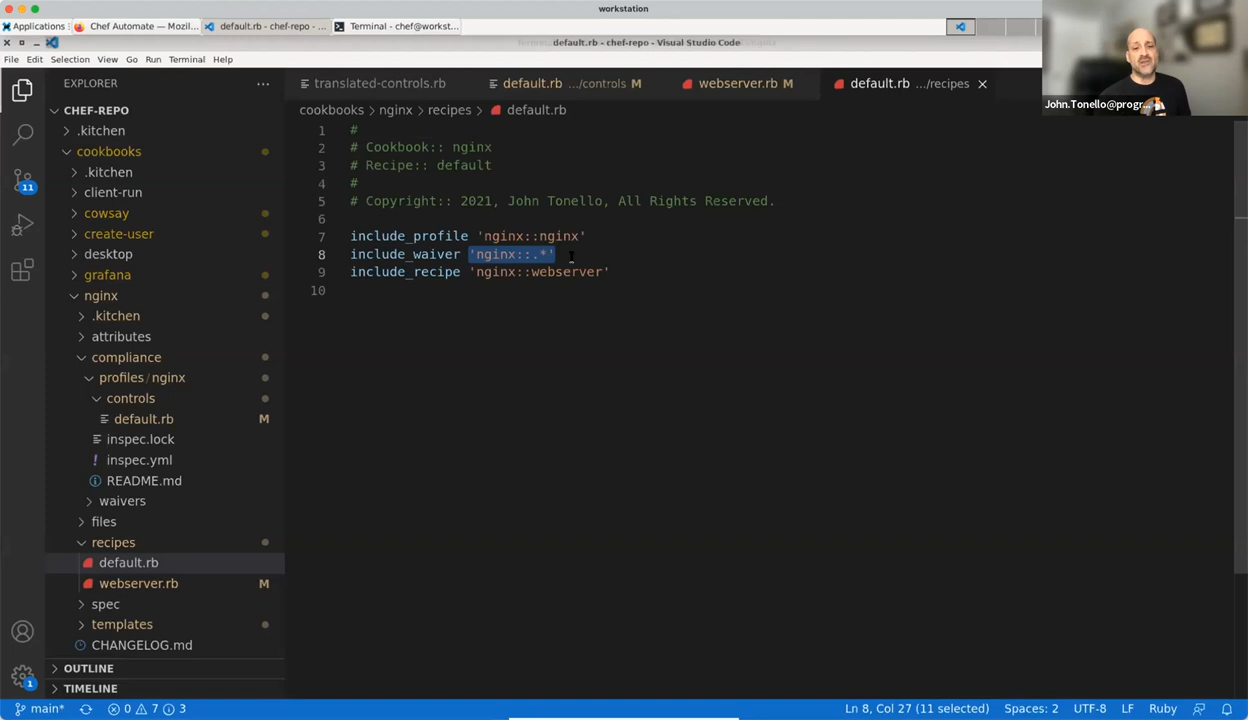 workstation
Applications
Chef Automate — Mozil...
default.rb - chef-repo - ...
Terminal - chef@workst...
default.rb - chef-repo - Visual Studio Code
File Edit Selection View Go Run Terminal Help
John.Tonello@progr...
EXPLORER
translated-controls.rb
default.rb .../controls M
webserver.rb M
default.rb .../recipes
CHEF-REPO
cookbooks > nginx > recipes > default.rb
.kitchen
cookbooks
.kitchen
client-run
cowsay
create-user
desktop
grafana
nginx
.kitchen
attributes
compliance
profiles / nginx
controls
default.rb M
inspec.lock
! inspec.yml
README.md
waivers
files
recipes
default.rb
webserver.rb M
spec
templates
CHANGELOG.md
OUTLINE
TIMELINE
11
1
1 #
2 # Cookbook:: nginx
3 # Recipe:: default
4 #
5 # Copyright:: 2021, John Tonello, All Rights Reserved.
6
7 include_profile 'nginx::nginx'
8 include_waiver 'nginx::.*'
9 include_recipe 'nginx::webserver'
10
main* 0 7 3 Ln 8, Col 27 (11 selected) Spaces: 2 UTF-8 LF Ruby